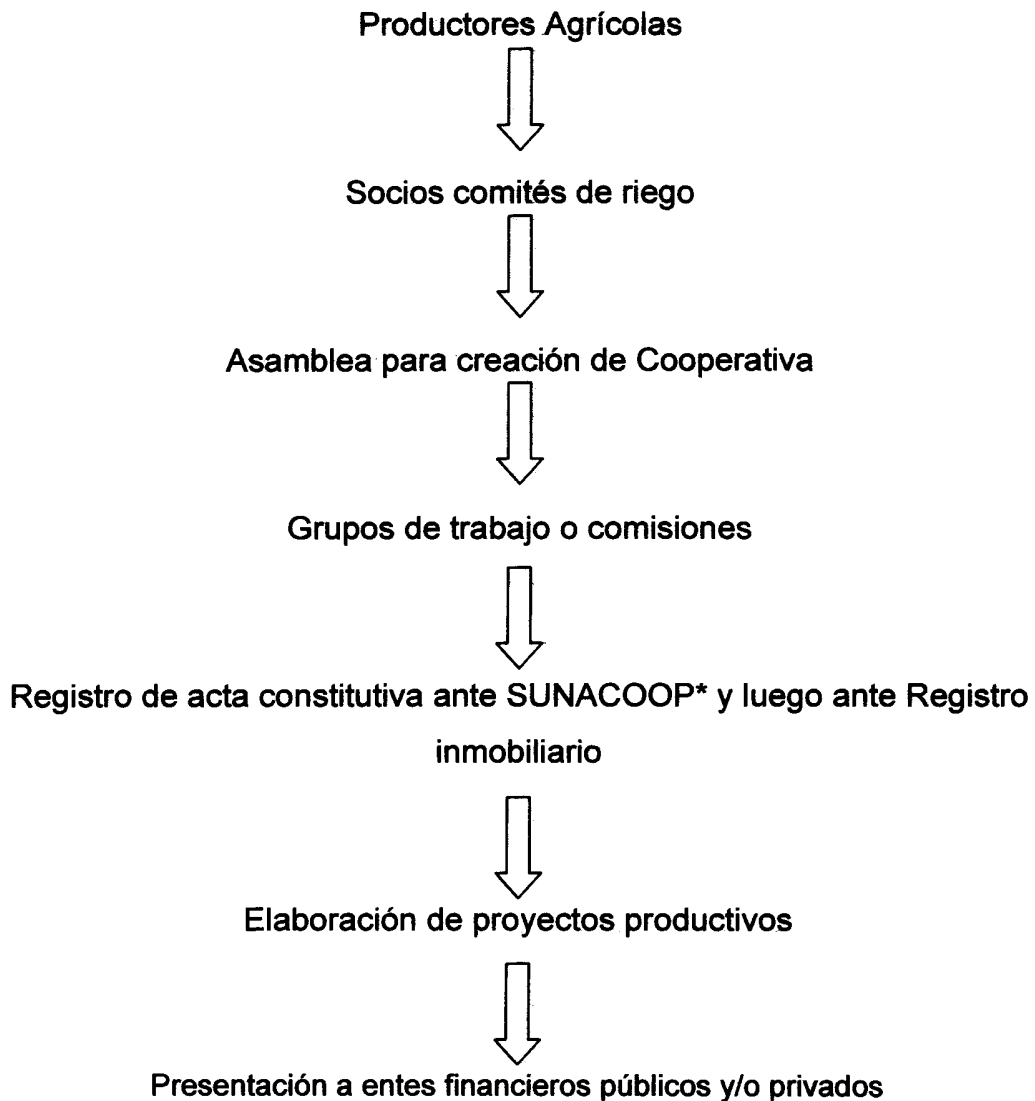 Productores Agrícolas
Socios comités de riego
Asamblea para creación de Cooperativa
Grupos de trabajo o comisiones
Registro de acta constitutiva ante SUNACOOP* y luego ante Registro
inmobiliario
Elaboración de proyectos productivos
Presentación a entes financieros públicos y/o privados